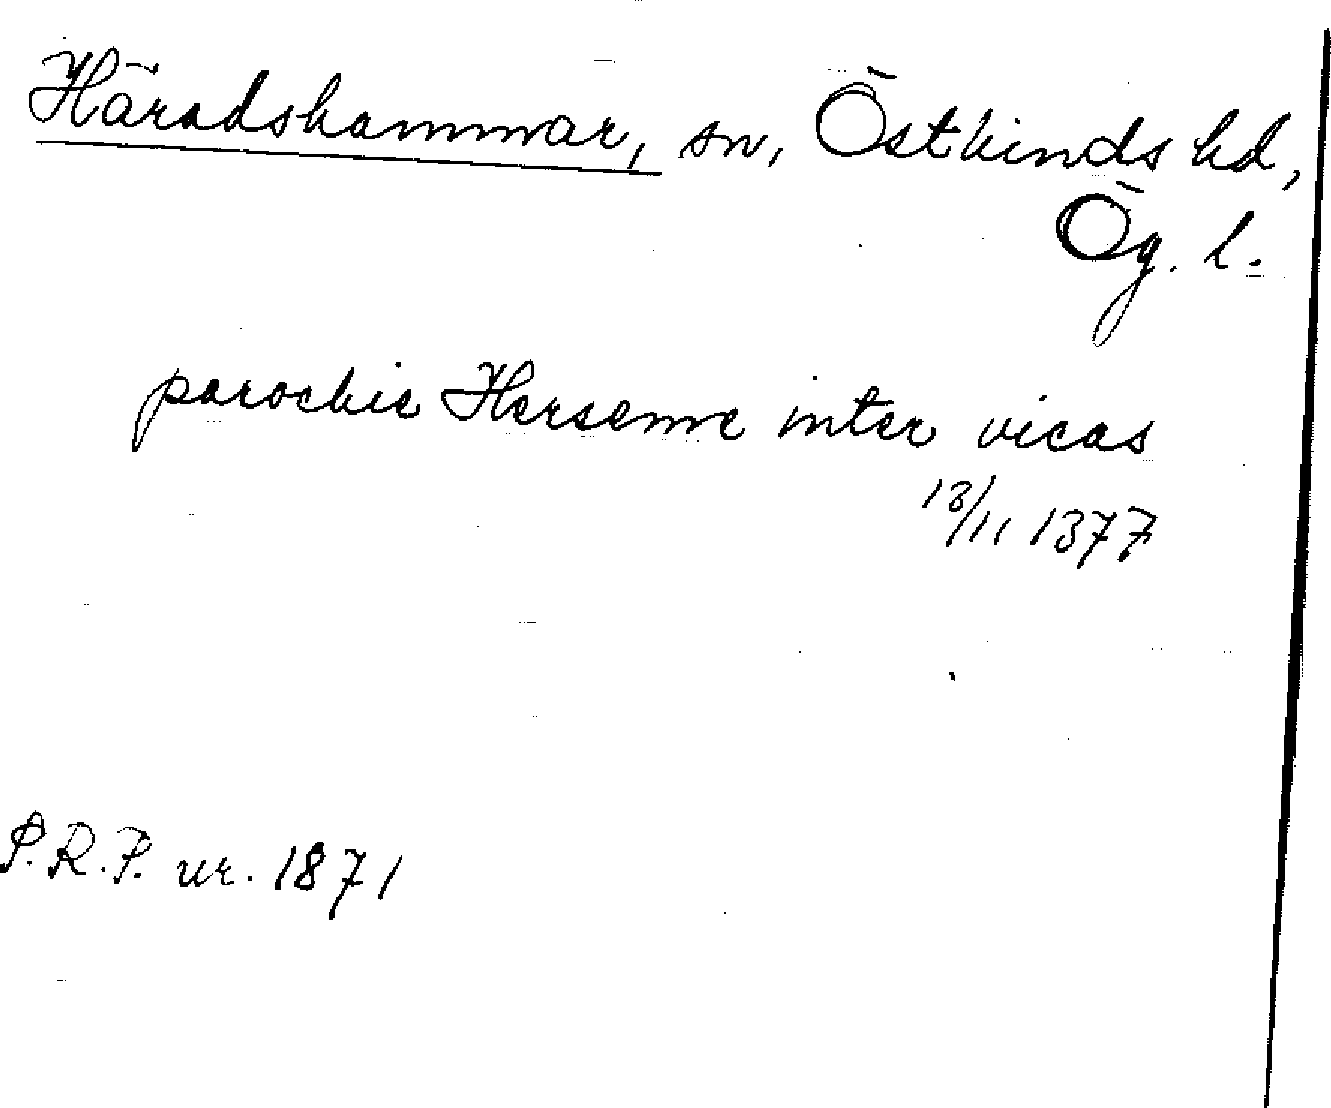 Häradshammar, sn, Östkinds hd,
Ög. l.
parochie Herseme inter vicas
13/11 1377
P.R.P. nr. 1871